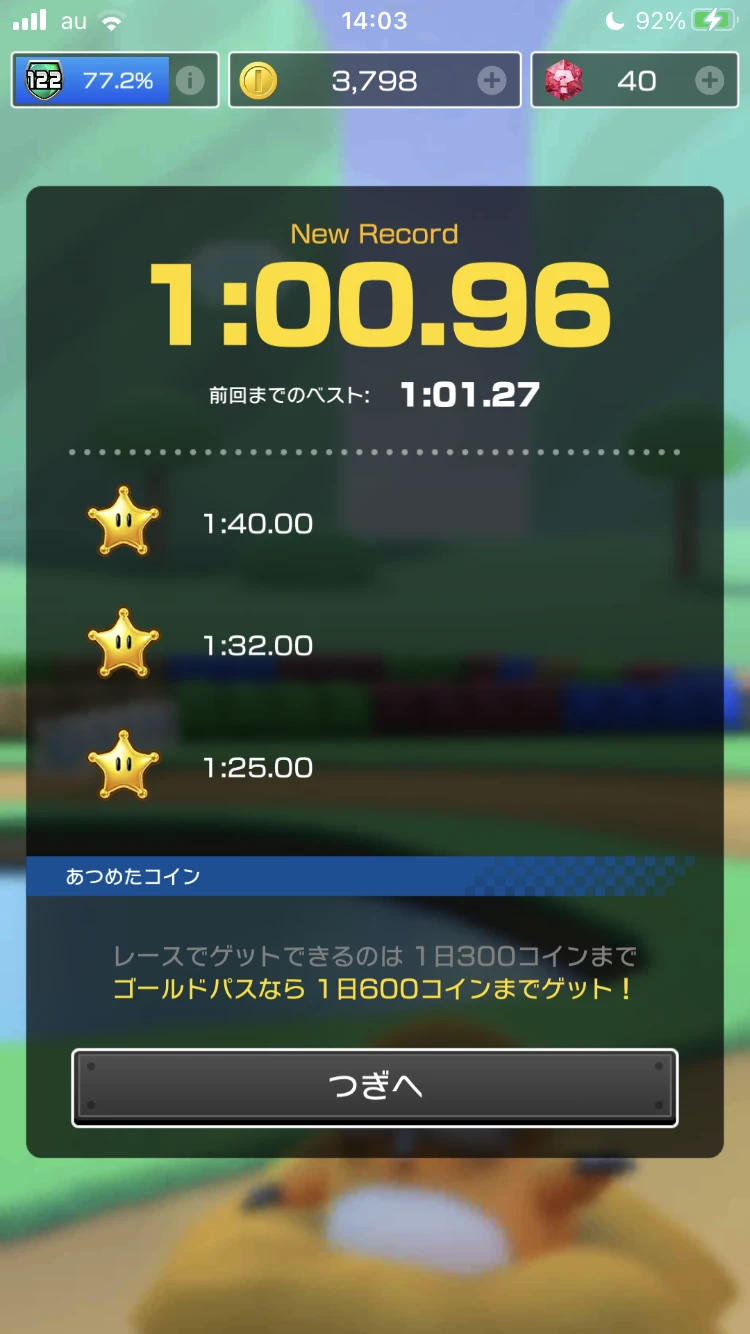 au 14:03 92%
122 77.2% i 3,798 + 40 +
New Record
1:00.96
前回までのベスト: 1:01.27
1:40.00
1:32.00
1:25.00
あつめたコイン
レースでゲットできるのは 1日300コインまで
ゴールドパスなら 1日600コインまでゲット！
つぎへ